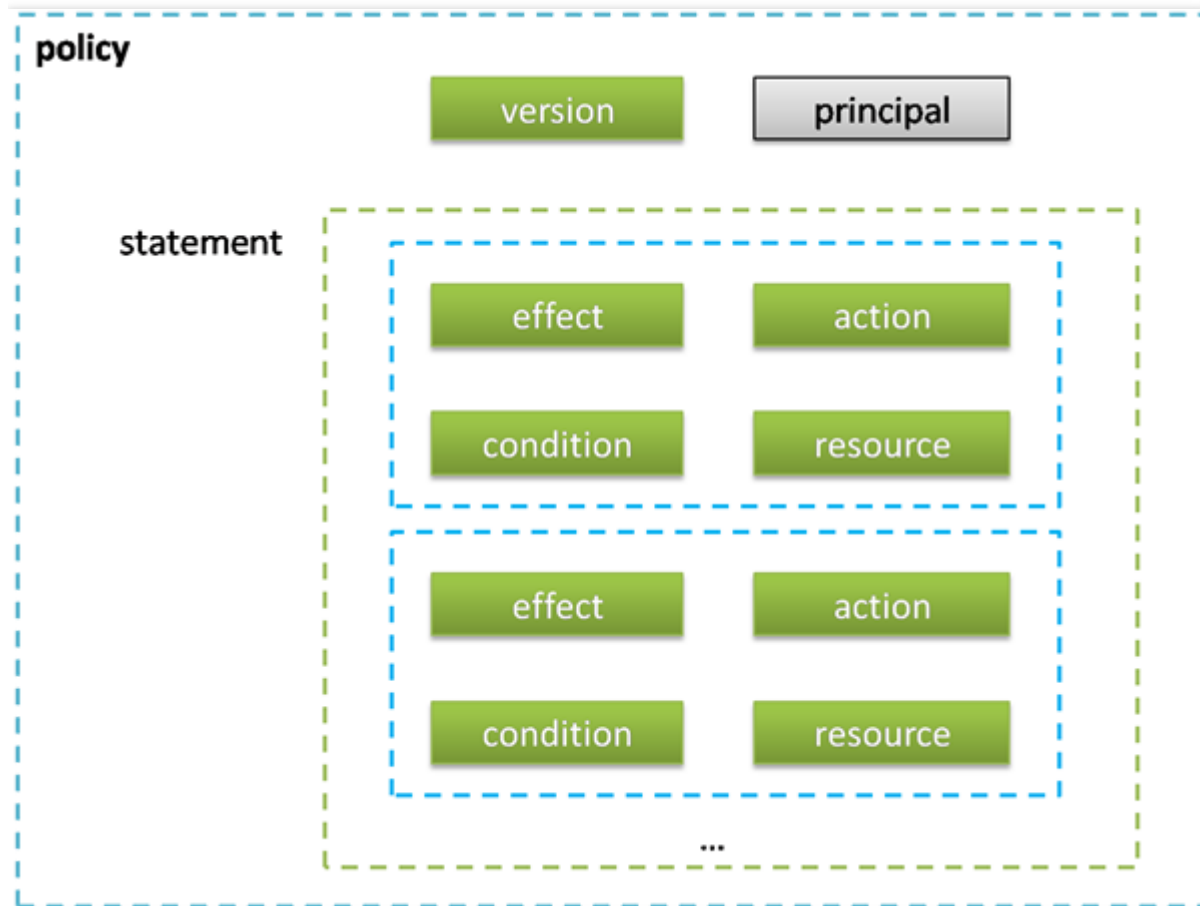 policy
version principal
statement
effect action
condition resource
effect action
condition resource
...